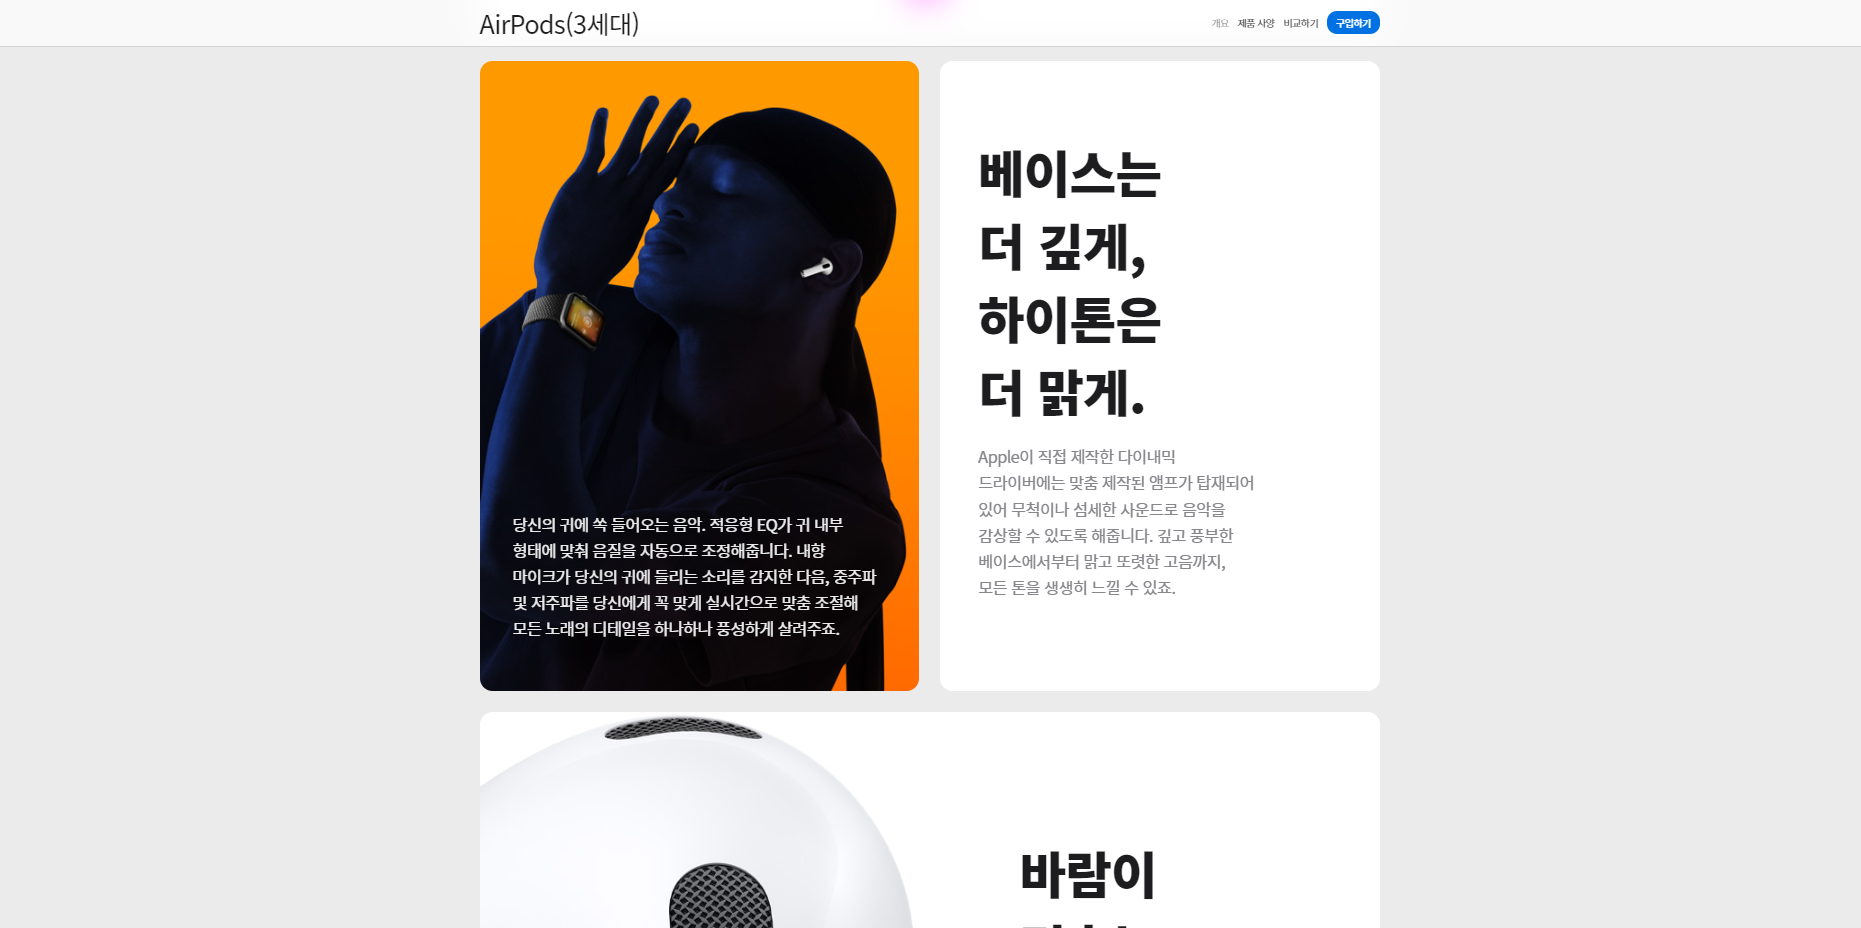 AirPods(3세대)
개요 제품 사양 비교하기 구입하기
당신의 귀에 쏙 들어오는 음악. 적응형 EQ가 귀 내부
형태에 맞춰 음질을 자동으로 조정해줍니다. 내향
마이크가 당신의 귀에 들리는 소리를 감지한 다음, 중주파
및 저주파를 당신에게 꼭 맞게 실시간으로 맞춤 조절해
모든 노래의 디테일을 하나하나 풍성하게 살려주죠.
베이스는
더 깊게,
하이톤은
더 맑게.
Apple이 직접 제작한 다이내믹
드라이버에는 맞춤 제작된 앰프가 탑재되어
있어 무척이나 섬세한 사운드로 음악을
감상할 수 있도록 해줍니다. 깊고 풍부한
베이스에서부터 맑고 또렷한 고음까지,
모든 톤을 생생히 느낄 수 있죠.
바람이